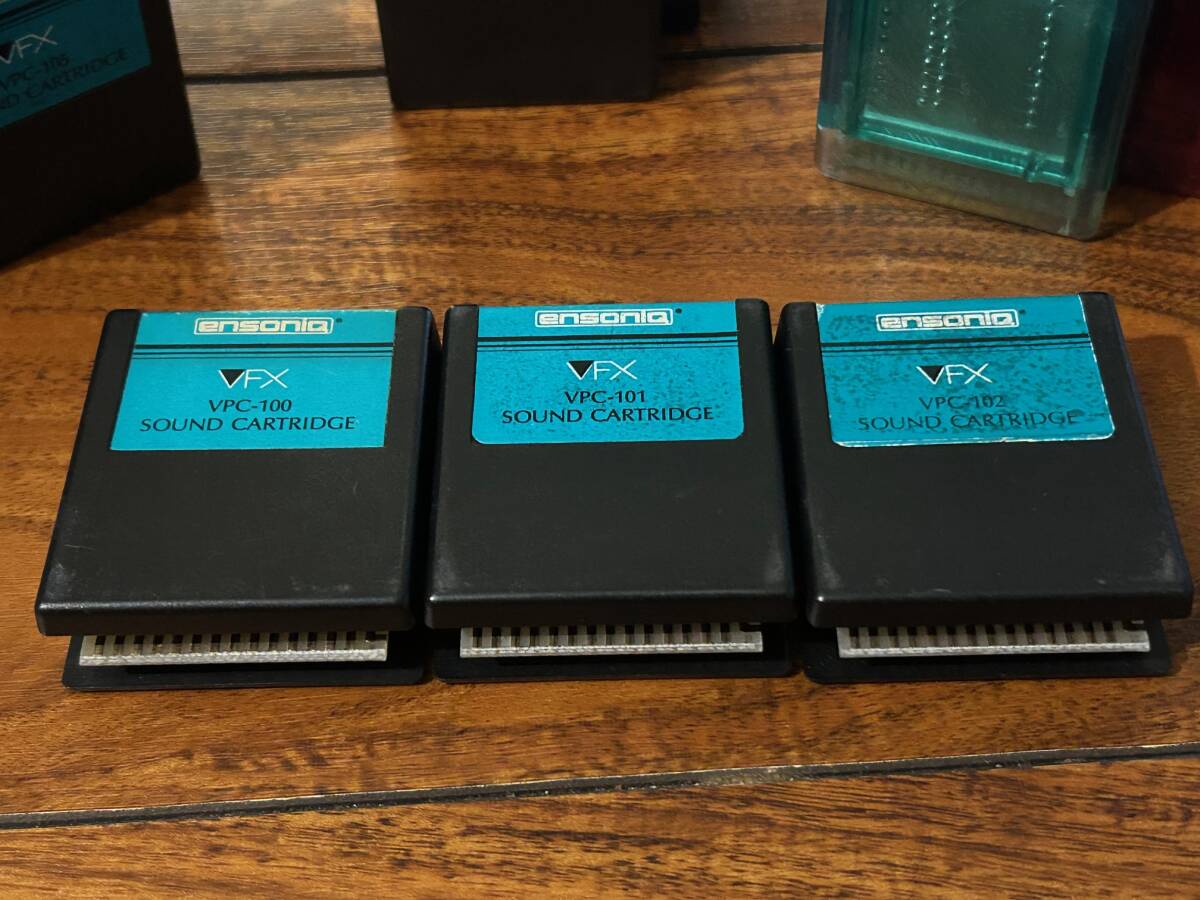 VFX
SOUND CARTRIDGE
ensoniq®
VFX
VPC-100
SOUND CARTRIDGE
ensoniq®
VFX
VPC-101
SOUND CARTRIDGE
ensoniq®
VFX
VPC-102
SOUND CARTRIDGE